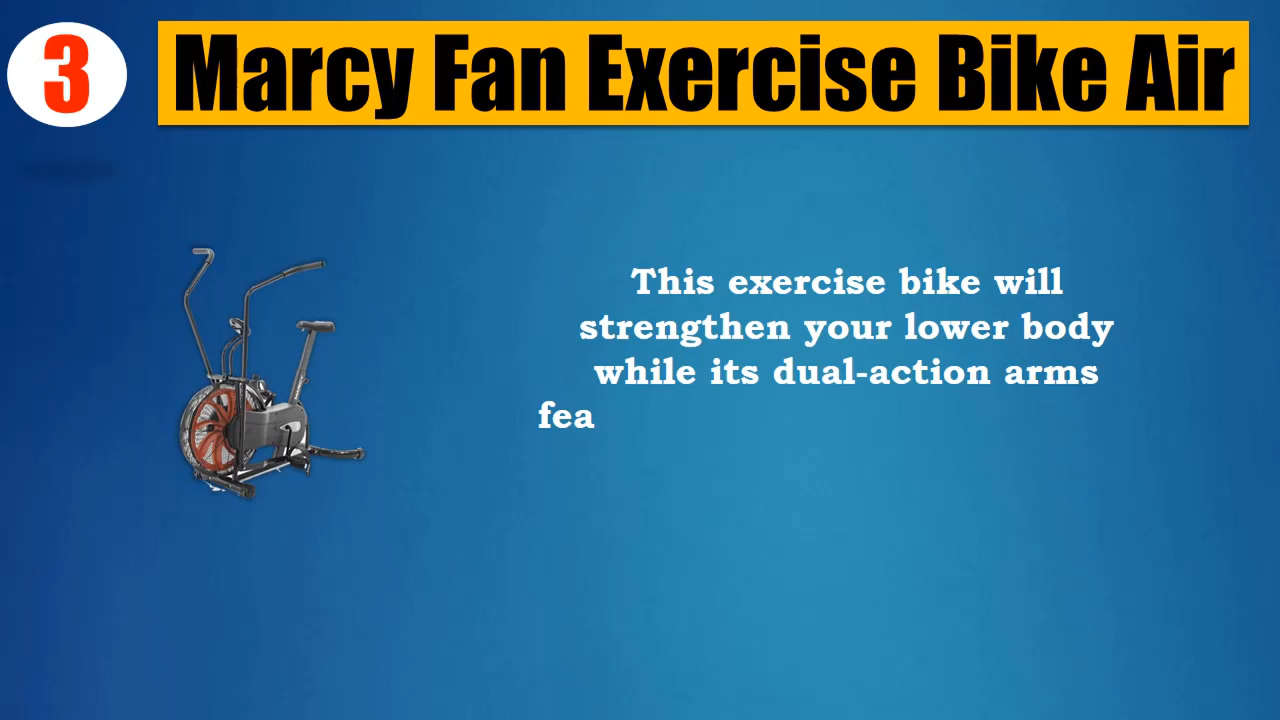 3
Marcy Fan Exercise Bike Air
This exercise bike will
strengthen your lower body
while its dual-action arms
fea